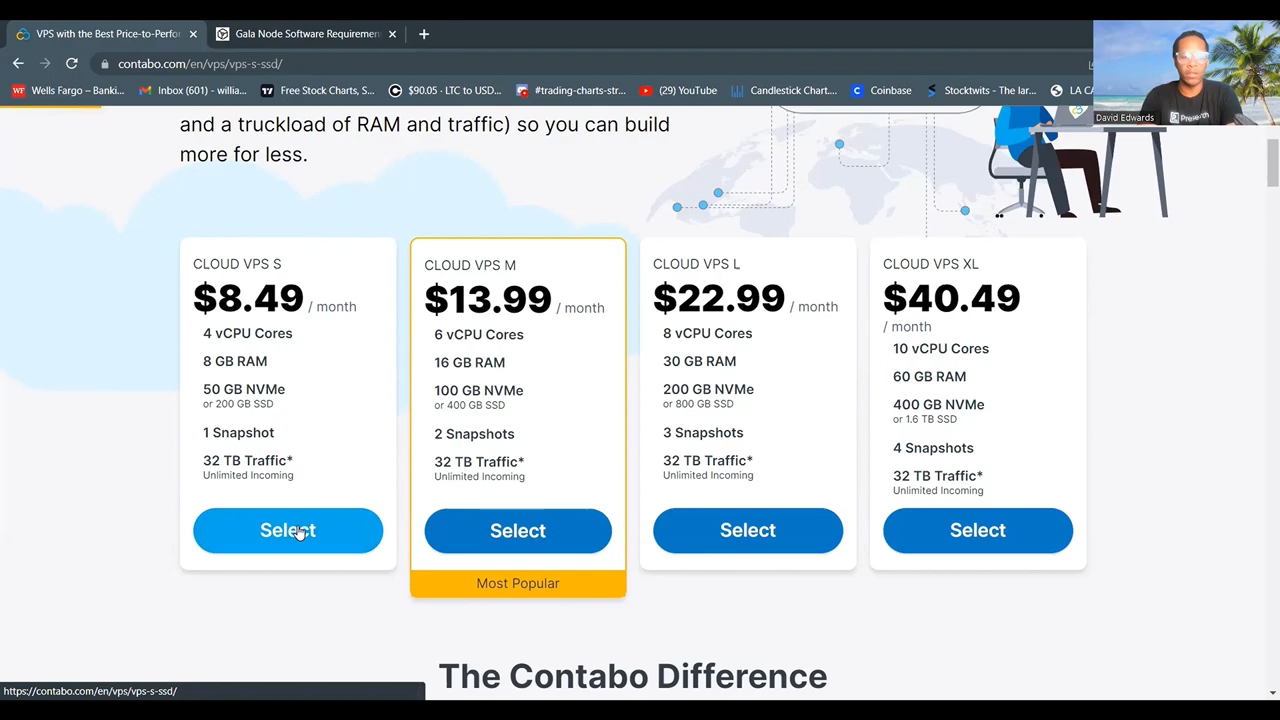 VPS with the Best Price-to-Perfo
Gala Node Software Requiremen
contabo.com/en/vps/vps-s-ssd/
Wells Fargo – Banki...
Inbox (601) - willia...
Free Stock Charts, S...
$90.05 · LTC to USD...
#trading-charts-str...
(29) YouTube
Candlestick Chart....
Coinbase
Stocktwits - The lar...
LA CA
David Edwards
and a truckload of RAM and traffic) so you can build
more for less.
CLOUD VPS S
$8.49 / month
4 vCPU Cores
8 GB RAM
50 GB NVMe
or 200 GB SSD
1 Snapshot
32 TB Traffic*
Unlimited Incoming
Select
CLOUD VPS M
$13.99 / month
6 vCPU Cores
16 GB RAM
100 GB NVMe
or 400 GB SSD
2 Snapshots
32 TB Traffic*
Unlimited Incoming
Select
Most Popular
CLOUD VPS L
$22.99 / month
8 vCPU Cores
30 GB RAM
200 GB NVMe
or 800 GB SSD
3 Snapshots
32 TB Traffic*
Unlimited Incoming
Select
CLOUD VPS XL
$40.49
/ month
10 vCPU Cores
60 GB RAM
400 GB NVMe
or 1.6 TB SSD
4 Snapshots
32 TB Traffic*
Unlimited Incoming
Select
The Contabo Difference
https://contabo.com/en/vps/vps-s-ssd/